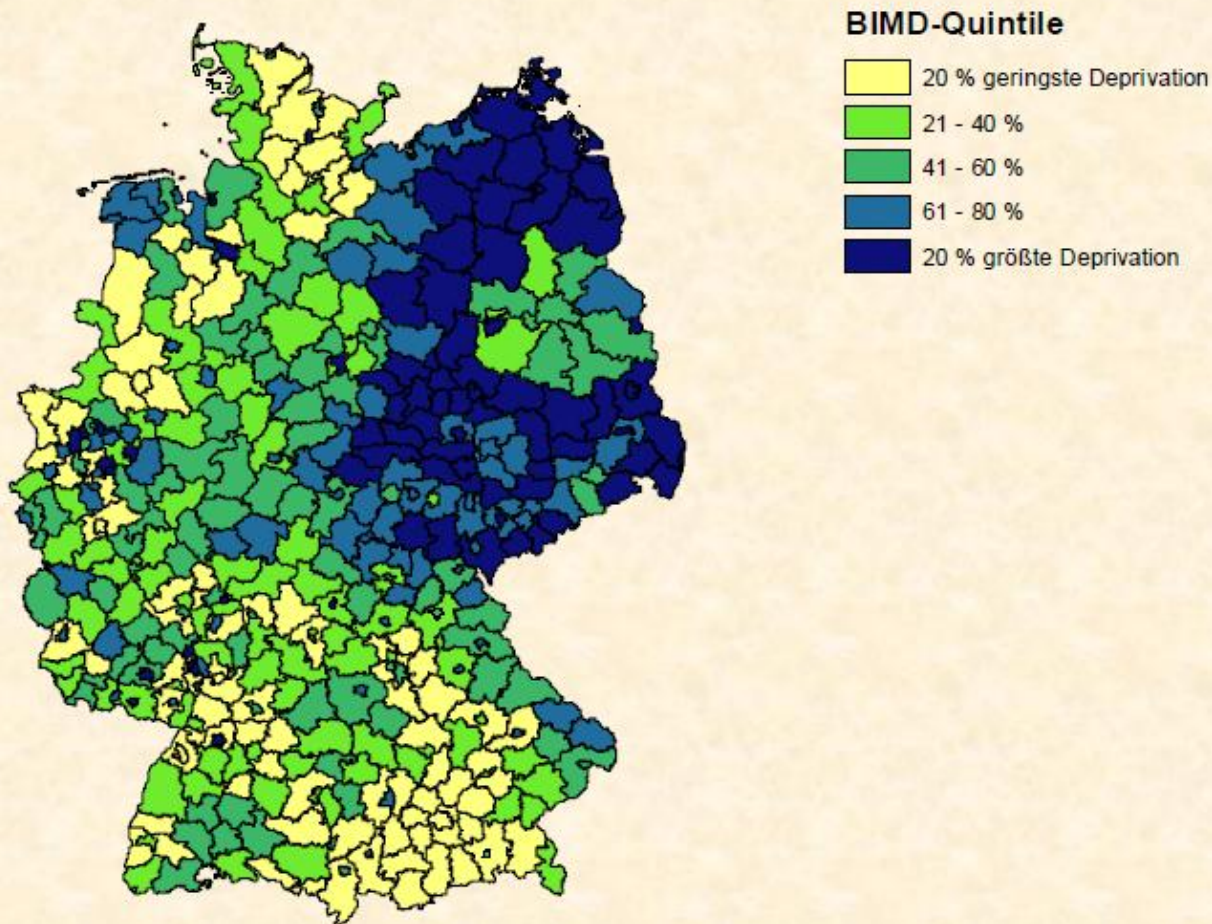 BIMD-Quintile
20 % geringste Deprivation
21 - 40 %
41 - 60 %
61 - 80 %
20 % größte Deprivation